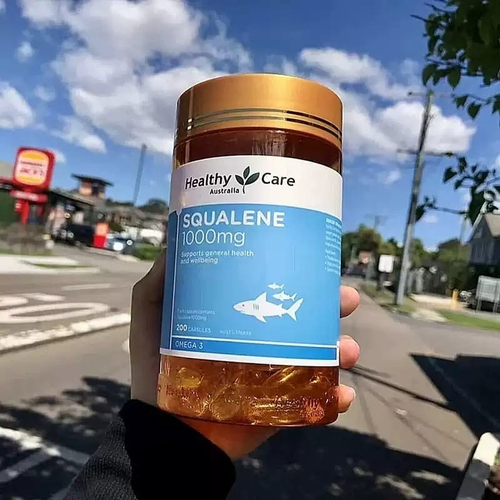 Healthy Care
Australia
SQUALENE
1000mg
Supports general health
and wellbeing
200 CAPSULES
OMEGA 3